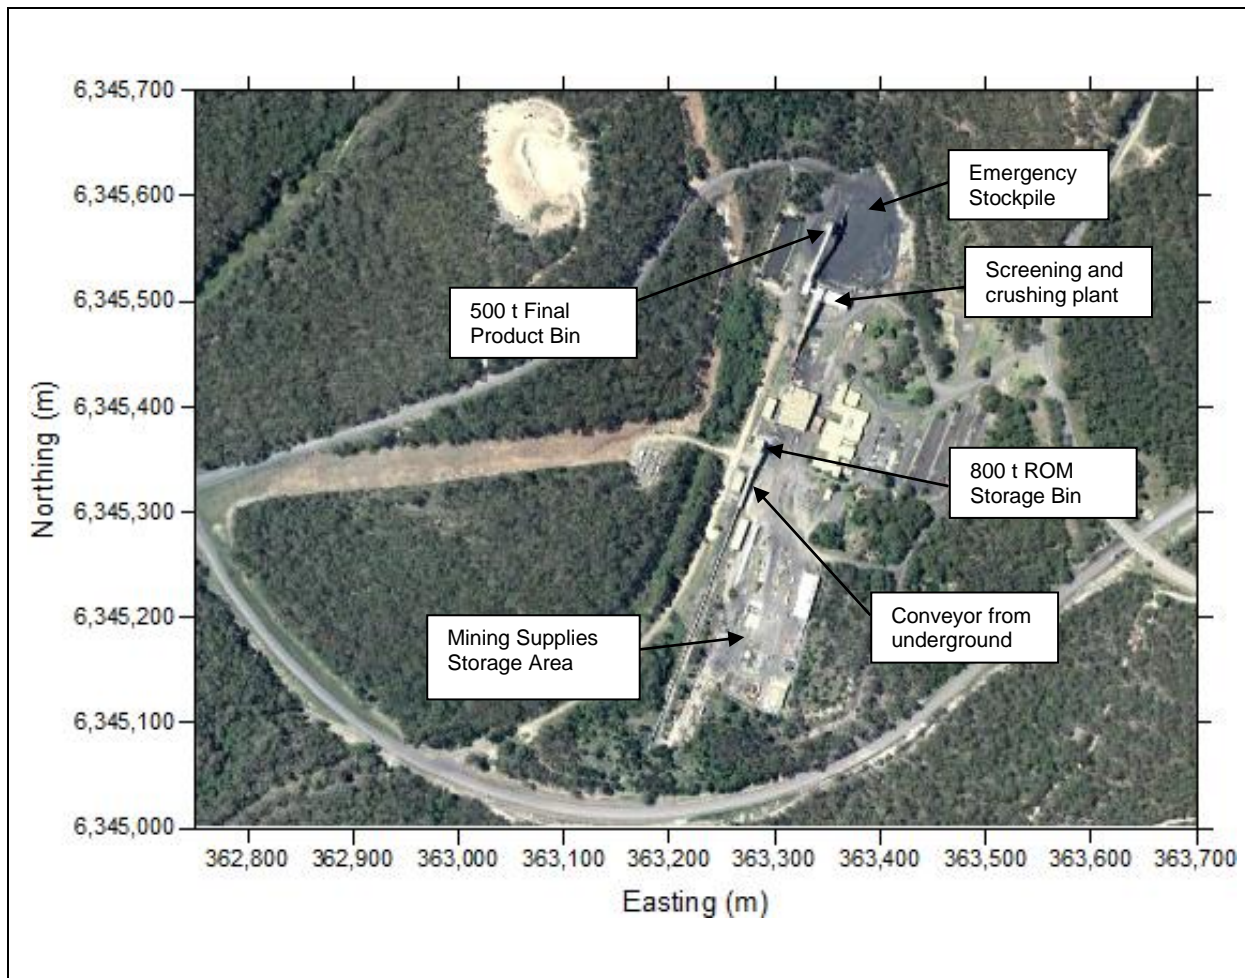 6,345,700
6,345,600
6,345,500
6,345,400
6,345,300
6,345,200
6,345,100
6,345,000
Northing (m)
Emergency
Stockpile
Screening and
crushing plant
500 t Final
Product Bin
800 t ROM
Storage Bin
Conveyor from
underground
Mining Supplies
Storage Area
362,800 362,900 363,000 363,100 363,200 363,300 363,400 363,500 363,600 363,700
Easting (m)